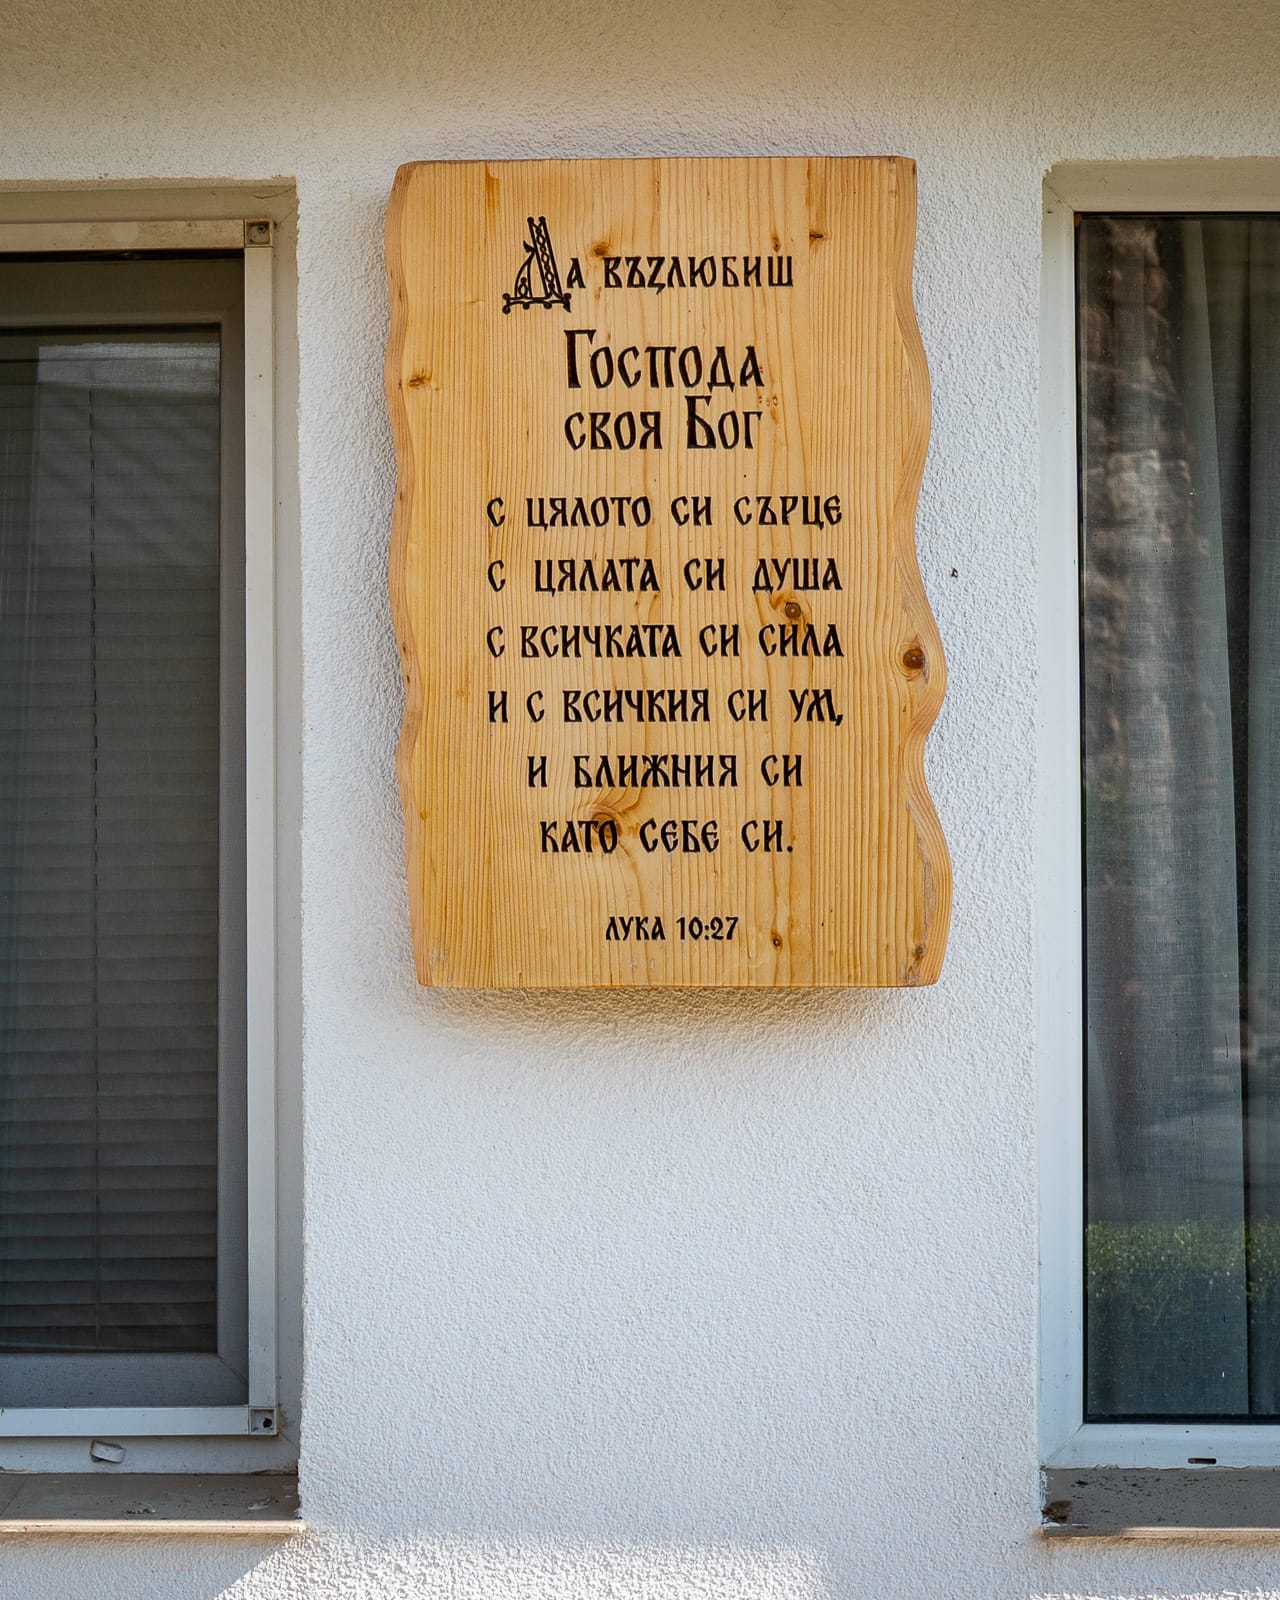 Да въꙁлюбиш
Господа
своя Бог
с цялото си сърце
с цялата си душа
с всичката си сила
и с всичкия си ум,
и ближния си
като себе си.
лука 10:27